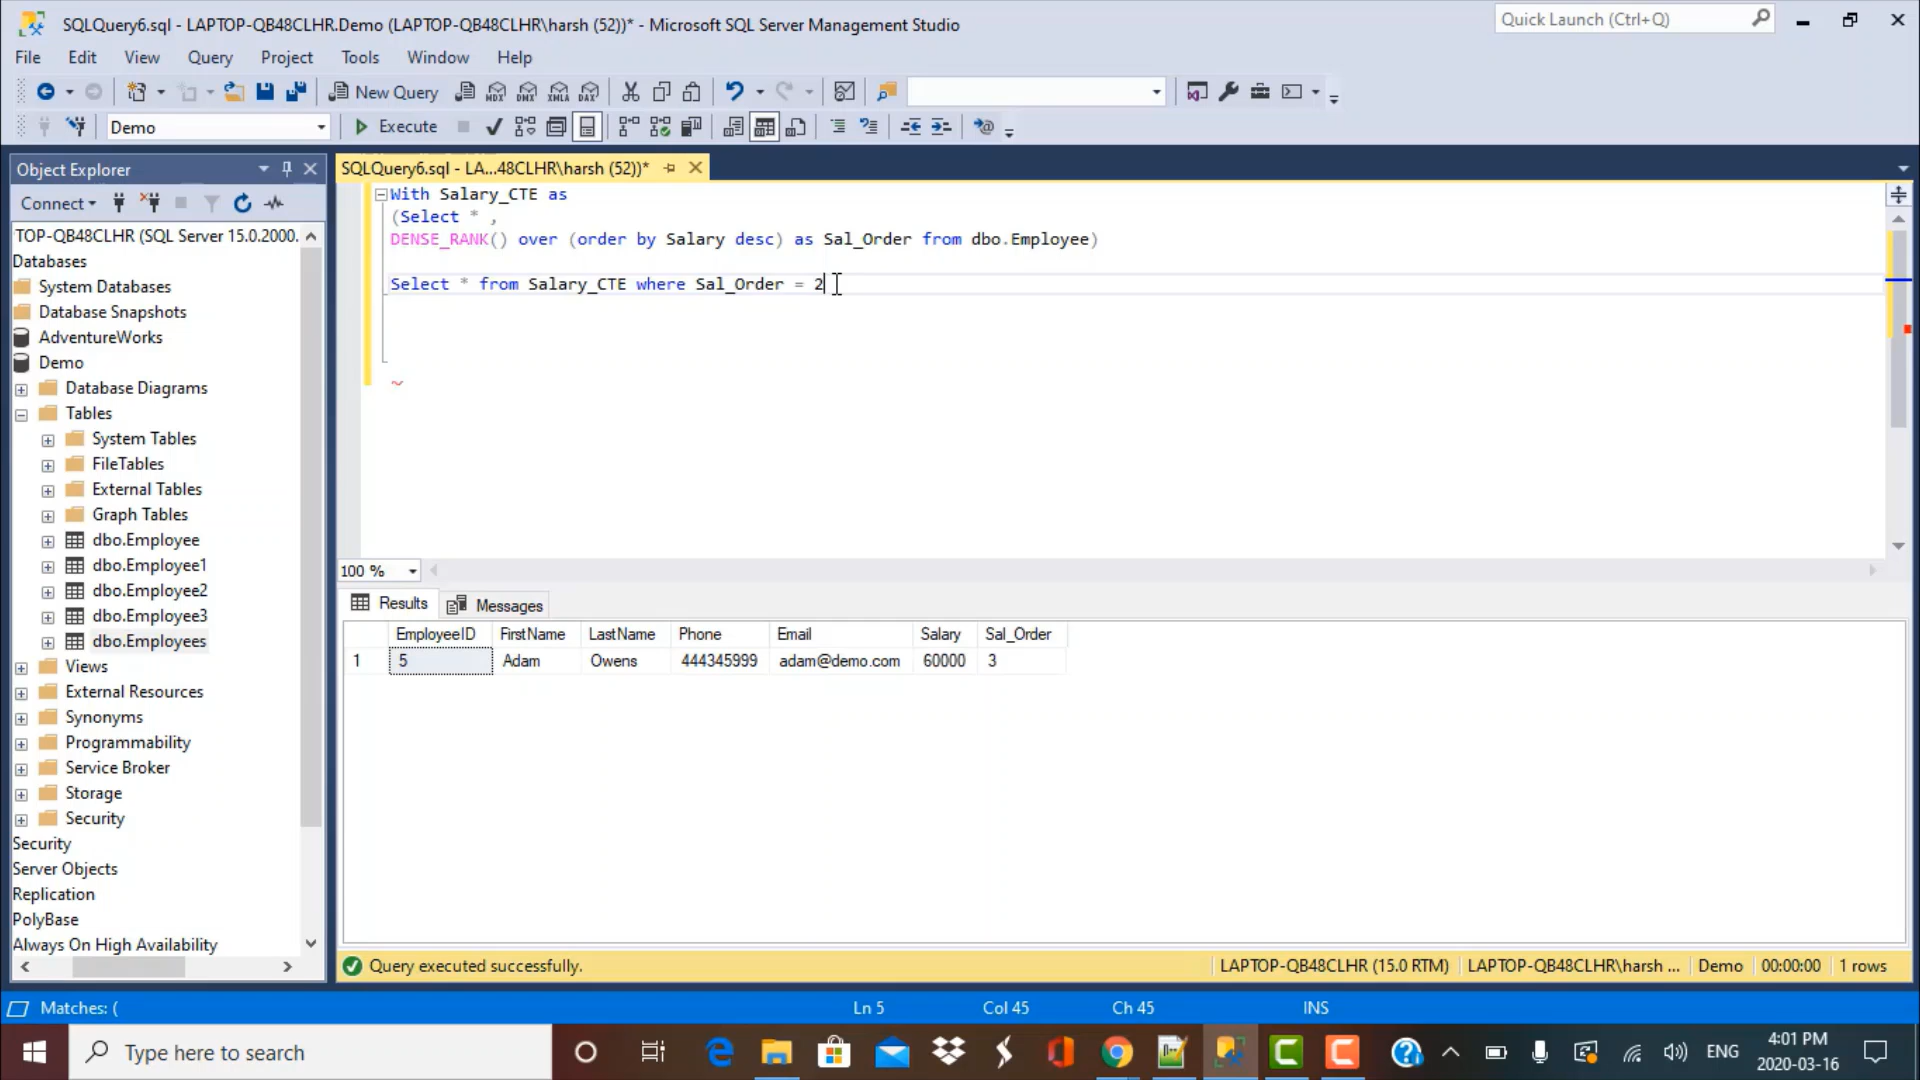 SQLQuery6.sql - LAPTOP-QB48CLHR.Demo (LAPTOP-QB48CLHR\harsh (52))* - Microsoft SQL Server Management Studio
Quick Launch (Ctrl+Q)
File Edit View Query Project Tools Window Help
New Query
MDX DMX XMLA DAX
Demo
Execute
Object Explorer
SQLQuery6.sql - LA...48CLHR\harsh (52))*
Connect
TOP-QB48CLHR (SQL Server 15.0.2000.
Databases
System Databases
Database Snapshots
AdventureWorks
Demo
Database Diagrams
Tables
System Tables
FileTables
External Tables
Graph Tables
dbo.Employee
dbo.Employee1
dbo.Employee2
dbo.Employee3
dbo.Employees
Views
External Resources
Synonyms
Programmability
Service Broker
Storage
Security
Security
Server Objects
Replication
PolyBase
Always On High Availability
With Salary_CTE as
(Select * ,
DENSE_RANK() over (order by Salary desc) as Sal_Order from dbo.Employee)
Select * from Salary_CTE where Sal_Order = 2
100 %
Results Messages
EmployeeID FirstName LastName Phone Email Salary Sal_Order
1 5 Adam Owens 444345999 adam@demo.com 60000 3
Query executed successfully.
LAPTOP-QB48CLHR (15.0 RTM) LAPTOP-QB48CLHR\harsh ... Demo 00:00:00 1 rows
Matches: (
Ln 5 Col 45 Ch 45 INS
Type here to search
ENG
4:01 PM
2020-03-16